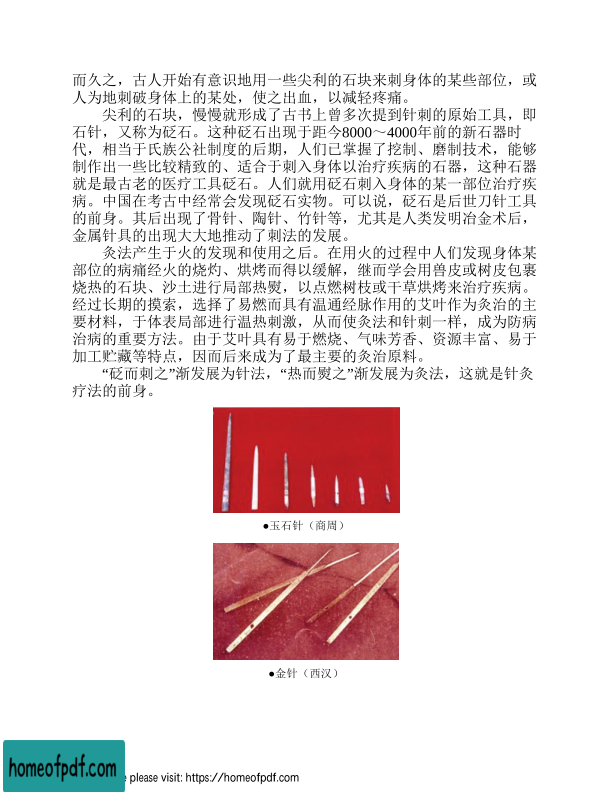 而久之，古人开始有意识地用一些尖利的石块来刺身体的某些部位，或
人为地刺破身体上的某处，使之出血，以减轻疼痛。
尖利的石块，慢慢就形成了古书上曾多次提到针刺的原始工具，即
石针，又称为砭石。这种砭石出现于距今8000～4000年前的新石器时
代，相当于氏族公社制度的后期，人们已掌握了挖制、磨制技术，能够
制作出一些比较精致的、适合于刺入身体以治疗疾病的石器，这种石器
就是最古老的医疗工具砭石。人们就用砭石刺入身体的某一部位治疗疾
病。中国在考古中经常会发现砭石实物。可以说，砭石是后世刀针工具
的前身。其后出现了骨针、陶针、竹针等，尤其是人类发明冶金术后，
金属针具的出现大大地推动了刺法的发展。
灸法产生于火的发现和使用之后。在用火的过程中人们发现身体某
部位的病痛经火的烧灼、烘烤而得以缓解，继而学会用兽皮或树皮包裹
烧热的石块、沙土进行局部热熨，以点燃树枝或干草烘烤来治疗疾病。
经过长期的摸索，选择了易燃而具有温通经脉作用的艾叶作为灸治的主
要材料，于体表局部进行温热刺激，从而使灸法和针刺一样，成为防病
治病的重要方法。由于艾叶具有易于燃烧、气味芳香、资源丰富、易于
加工贮藏等特点，因而后来成为了最主要的灸治原料。
“砭而刺之”渐发展为针法，“热而熨之”渐发展为灸法，这就是针灸
疗法的前身。
●玉石针（商周）
●金针（西汉）
homeofpdf.com
e please visit: https://homeofpdf.com